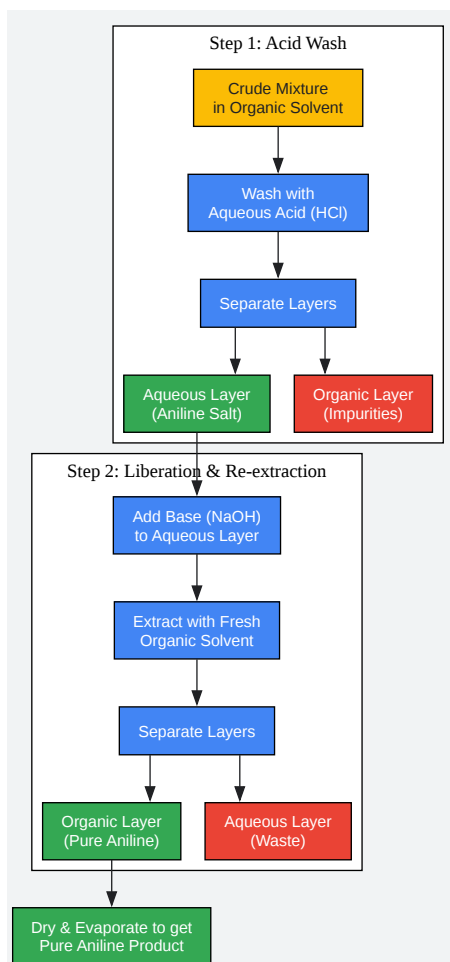 Step 1: Acid Wash
Crude Mixture
in Organic Solvent
Wash with
Aqueous Acid (HCl)
Separate Layers
Aqueous Layer
(Aniline Salt)
Organic Layer
(Impurities)
Step 2: Liberation & Re-extraction
Add Base (NaOH)
to Aqueous Layer
Extract with Fresh
Organic Solvent
Separate Layers
Organic Layer
(Pure Aniline)
Aqueous Layer
(Waste)
Dry & Evaporate to get
Pure Aniline Product